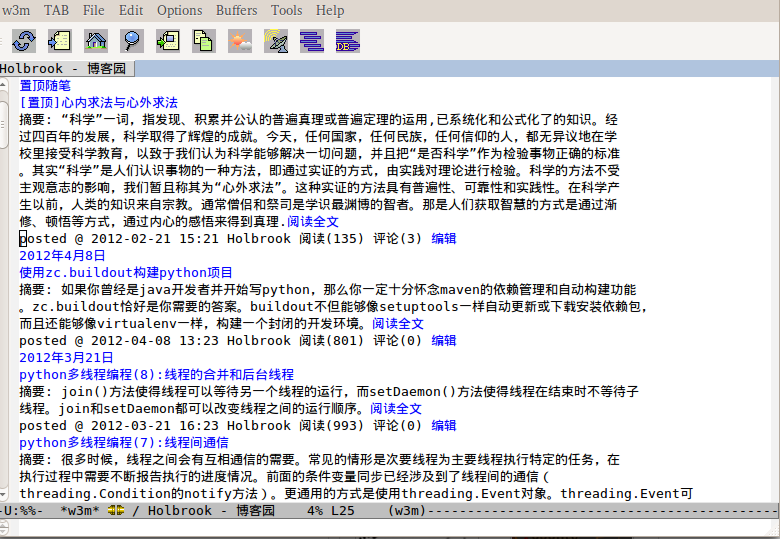 w3m TAB File Edit Options Buffers Tools Help
DB
Holbrook - 博客园
置顶随笔
[置顶]心内求法与心外求法
摘要: “科学”一词，指发现、积累并公认的普遍真理或普遍定理的运用,已系统化和公式化了的知识。经
过四百年的发展，科学取得了辉煌的成就。今天，任何国家，任何民族，任何信仰的人，都无异议地在学
校里接受科学教育，以致于我们认为科学能够解决一切问题，并且把“是否科学”作为检验事物正确的标准
。其实“科学”是人们认识事物的一种方法，即通过实证的方式，由实践对理论进行检验。科学的方法不受
主观意志的影响，我们暂且称其为“心外求法”。这种实证的方法具有普遍性、可靠性和实践性。在科学产
生以前，人类的知识来自宗教。通常僧侣和祭司是学识最渊博的智者。那是人们获取智慧的方式是通过渐
修、顿悟等方式，通过内心的感悟来得到真理.阅读全文
posted @ 2012-02-21 15:21 Holbrook 阅读(135) 评论(3) 编辑
2012年4月8日
使用zc.buildout构建python项目
摘要: 如果你曾经是java开发者并开始写python，那么你一定十分怀念maven的依赖管理和自动构建功能
。zc.buildout恰好是你需要的答案。buildout不但能够像setuptools一样自动更新或下载安装依赖包，
而且还能够像virtualenv一样，构建一个封闭的开发环境。阅读全文
posted @ 2012-04-08 13:23 Holbrook 阅读(801) 评论(0) 编辑
2012年3月21日
python多线程编程(8):线程的合并和后台线程
摘要: join()方法使得线程可以等待另一个线程的运行，而setDaemon()方法使得线程在结束时不等待子
线程。join和setDaemon都可以改变线程之间的运行顺序。阅读全文
posted @ 2012-03-21 16:23 Holbrook 阅读(993) 评论(0) 编辑
python多线程编程(7):线程间通信
摘要: 很多时候，线程之间会有互相通信的需要。常见的情形是次要线程为主要线程执行特定的任务，在
执行过程中需要不断报告执行的进度情况。前面的条件变量同步已经涉及到了线程间的通信（
threading.Condition的notify方法）。更通用的方式是使用threading.Event对象。threading.Event可
-U:%%- *w3m* / Holbrook - 博客园 4% L25 (w3m)